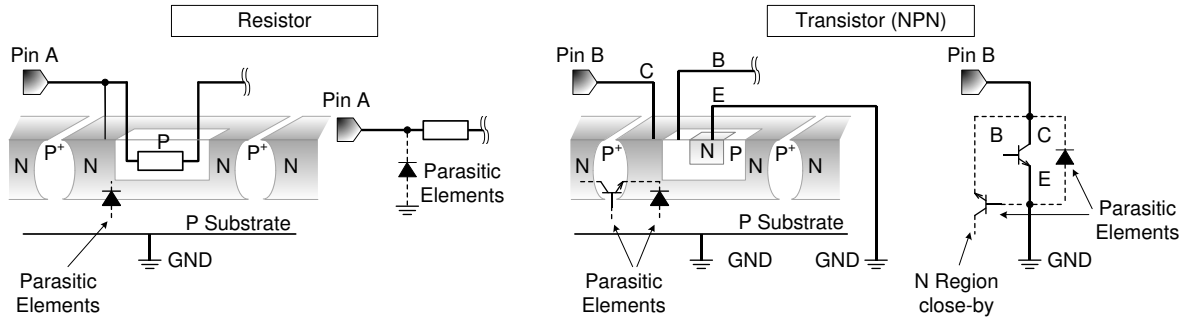 Resistor
Transistor (NPN)
Pin A
Pin B
C
B
E
Pin B
Pin A
N
P+
N
P
N
P+
N
Parasitic
Elements
N
P+
N
N
P
N
P+
N
B
C
E
P Substrate
GND
Parasitic
Elements
P Substrate
GND
GND
Parasitic
Elements
Parasitic
Elements
GND
N Region
close-by